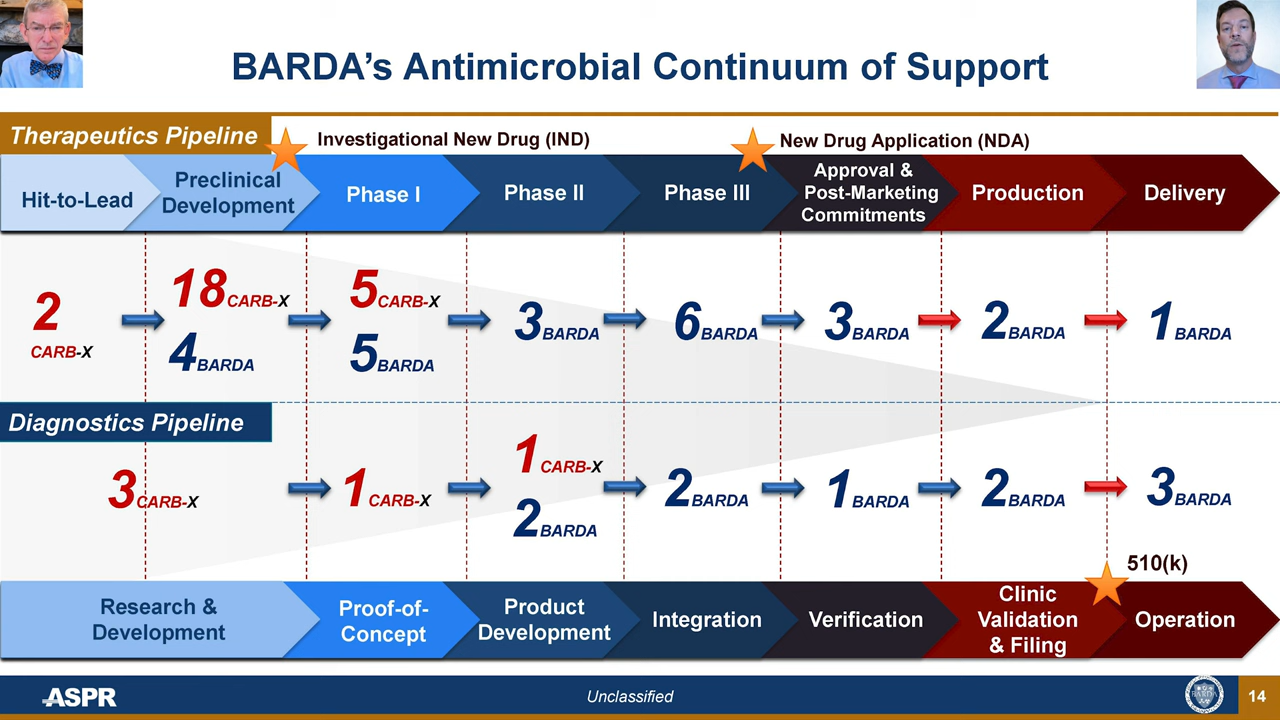 BARDA's Antimicrobial Continuum of Support
Therapeutics Pipeline
Investigational New Drug (IND)
New Drug Application (NDA)
Hit-to-Lead
Preclinical
Development
Phase I
Phase II
Phase III
Approval &
Post-Marketing
Commitments
Production
Delivery
2
CARB-X
18 CARB-X
4 BARDA
5 CARB-X
5 BARDA
3 BARDA
6 BARDA
3 BARDA
2 BARDA
1 BARDA
Diagnostics Pipeline
3 CARB-X
1 CARB-X
1 CARB-X
2 BARDA
2 BARDA
1 BARDA
2 BARDA
3 BARDA
510(k)
Research &
Development
Proof-of-
Concept
Product
Development
Integration
Verification
Clinic
Validation
& Filing
Operation
ASPR
Unclassified
BARDA
14